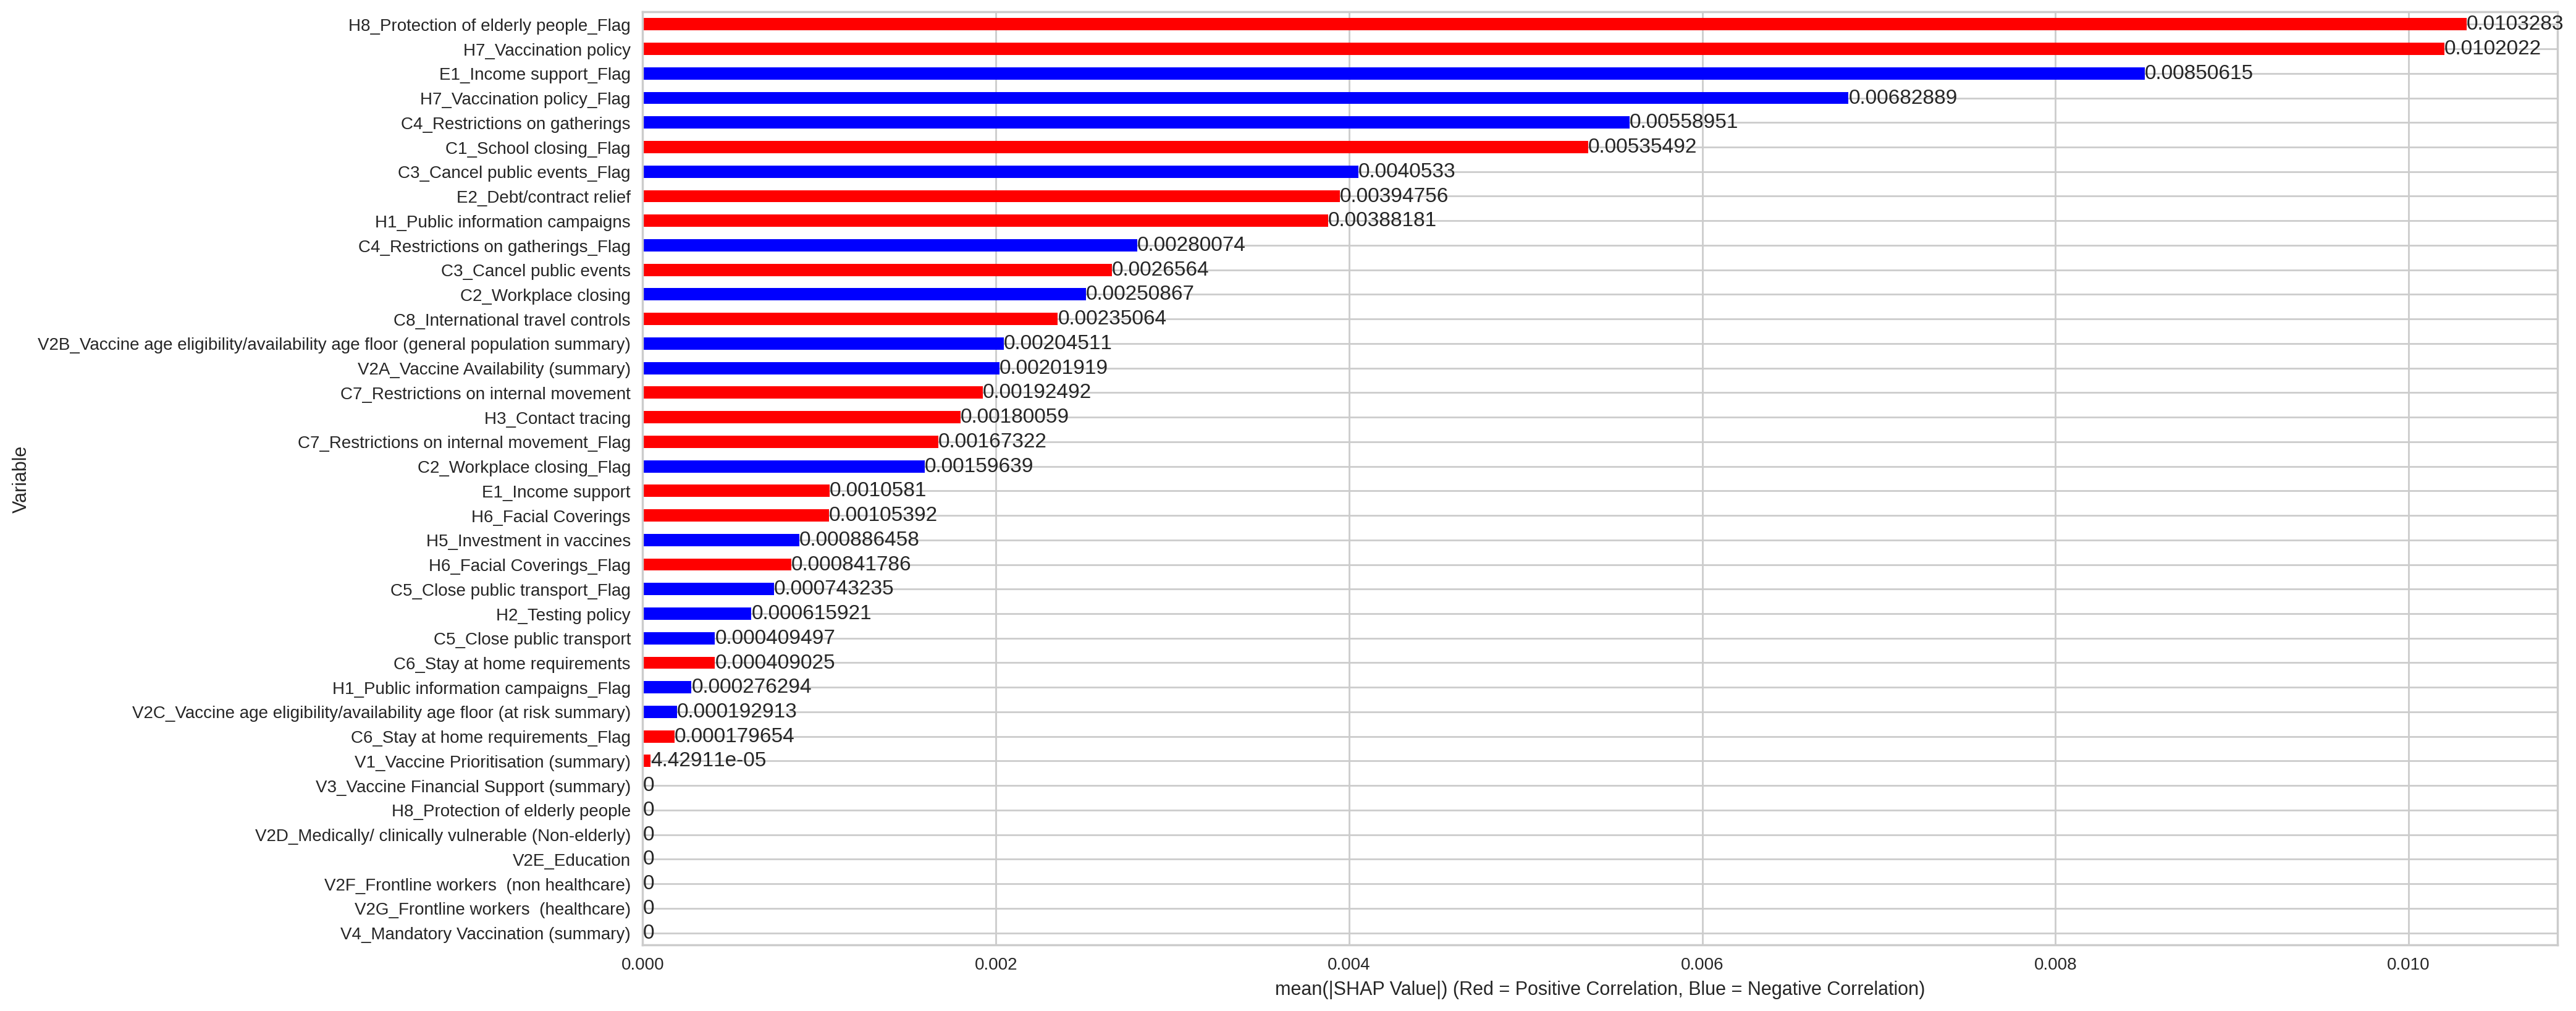 H8_Protection of elderly people_Flag 0.0103283
H7_Vaccination policy 0.0102022
E1_Income support_Flag 0.00850615
H7_Vaccination policy_Flag 0.00682889
C4_Restrictions on gatherings 0.00558951
C1_School closing_Flag 0.00535492
C3_Cancel public events_Flag 0.0040533
E2_Debt/contract relief 0.00394756
H1_Public information campaigns 0.00388181
C4_Restrictions on gatherings_Flag 0.00280074
C3_Cancel public events 0.0026564
C2_Workplace closing 0.00250867
C8_International travel controls 0.00235064
V2B_Vaccine age eligibility/availability age floor (general population summary) 0.00204511
V2A_Vaccine Availability (summary) 0.00201919
C7_Restrictions on internal movement 0.00192492
H3_Contact tracing 0.00180059
C7_Restrictions on internal movement_Flag 0.00167322
C2_Workplace closing_Flag 0.00159639
E1_Income support 0.0010581
H6_Facial Coverings 0.00105392
H5_Investment in vaccines 0.000886458
H6_Facial Coverings_Flag 0.000841786
C5_Close public transport_Flag 0.000743235
H2_Testing policy 0.000615921
C5_Close public transport 0.000409497
C6_Stay at home requirements 0.000409025
H1_Public information campaigns_Flag 0.000276294
V2C_Vaccine age eligibility/availability age floor (at risk summary) 0.000192913
C6_Stay at home requirements_Flag 0.000179654
V1_Vaccine Prioritisation (summary) 4.42911e-05
V3_Vaccine Financial Support (summary) 0
H8_Protection of elderly people 0
V2D_Medically/ clinically vulnerable (Non-elderly) 0
V2E_Education 0
V2F_Frontline workers  (non healthcare) 0
V2G_Frontline workers  (healthcare) 0
V4_Mandatory Vaccination (summary) 0
Variable
0.000 0.002 0.004 0.006 0.008 0.010
mean(|SHAP Value|) (Red = Positive Correlation, Blue = Negative Correlation)